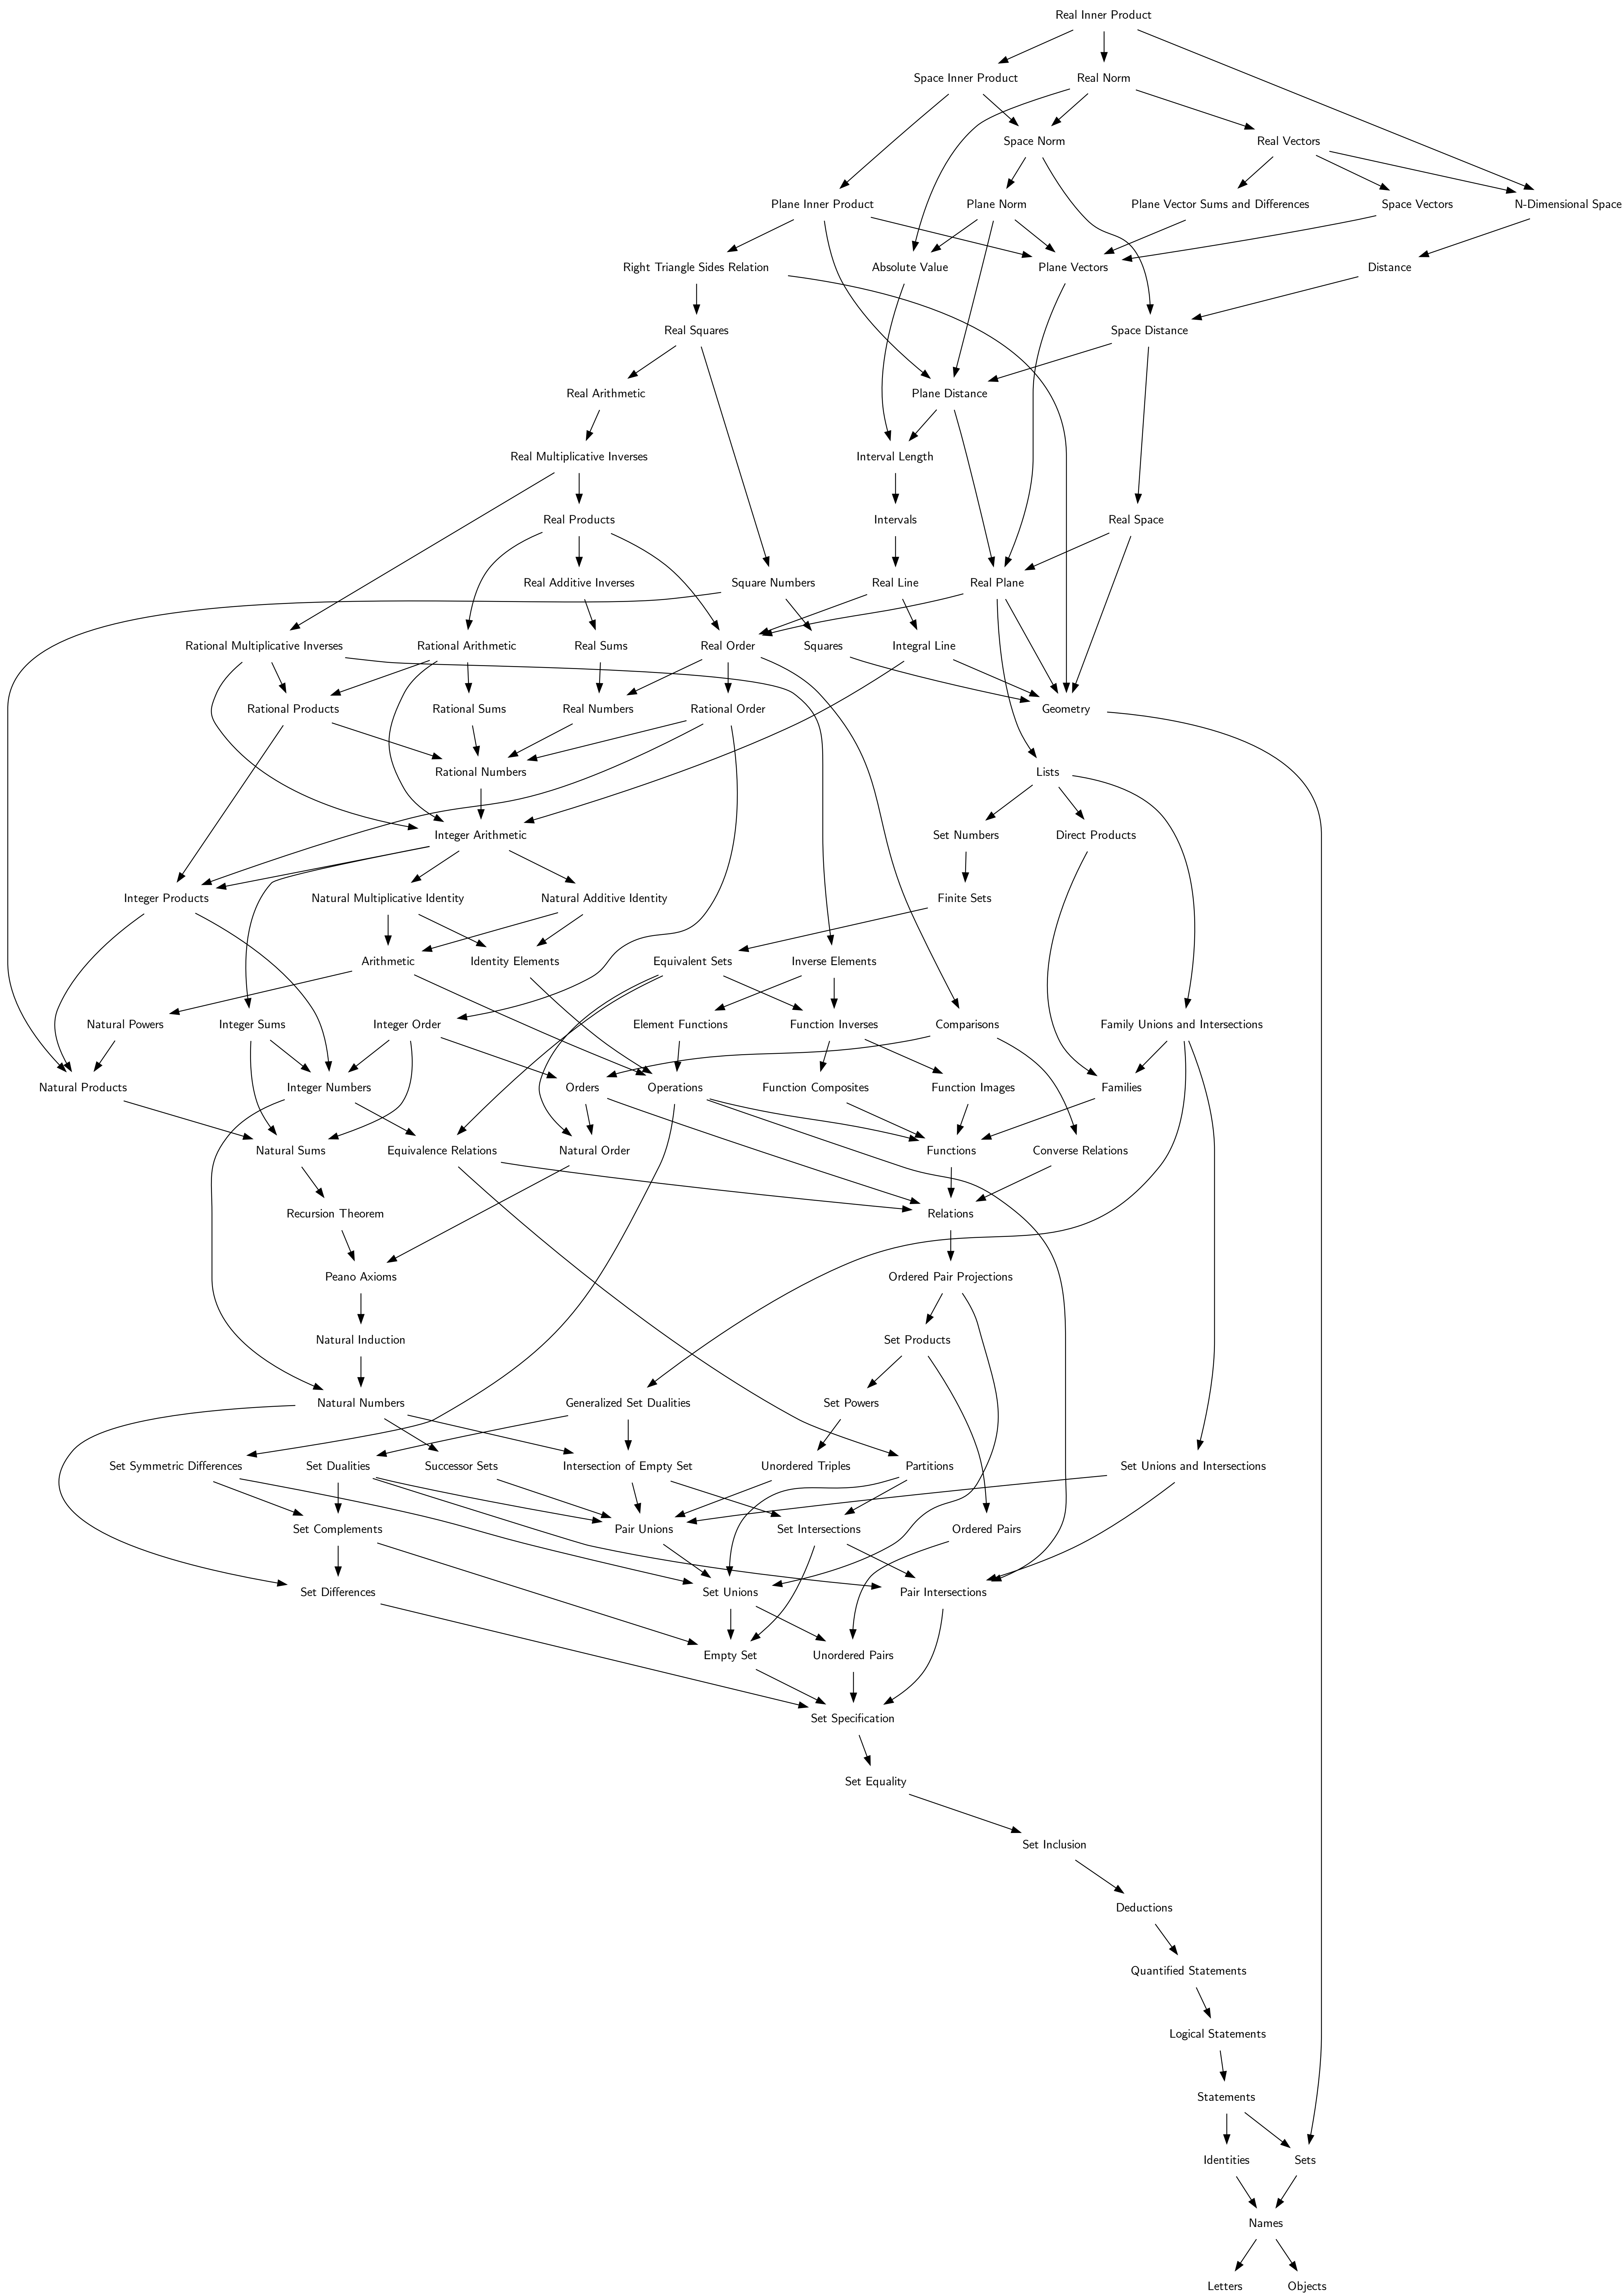 Real Inner Product
Space Inner Product
Real Norm
Space Norm
Real Vectors
Plane Inner Product
Plane Norm
Plane Vector Sums and Differences
Space Vectors
N-Dimensional Space
Right Triangle Sides Relation
Absolute Value
Plane Vectors
Distance
Real Squares
Space Distance
Real Arithmetic
Plane Distance
Real Multiplicative Inverses
Interval Length
Real Products
Intervals
Real Space
Real Additive Inverses
Square Numbers
Real Line
Real Plane
Rational Multiplicative Inverses
Rational Arithmetic
Real Sums
Real Order
Squares
Integral Line
Rational Products
Rational Sums
Real Numbers
Rational Order
Geometry
Rational Numbers
Lists
Integer Arithmetic
Set Numbers
Direct Products
Integer Products
Natural Multiplicative Identity
Natural Additive Identity
Finite Sets
Arithmetic
Identity Elements
Equivalent Sets
Inverse Elements
Natural Powers
Integer Sums
Integer Order
Element Functions
Function Inverses
Comparisons
Family Unions and Intersections
Natural Products
Integer Numbers
Orders
Operations
Function Composites
Function Images
Families
Natural Sums
Equivalence Relations
Natural Order
Functions
Converse Relations
Recursion Theorem
Relations
Peano Axioms
Ordered Pair Projections
Natural Induction
Set Products
Natural Numbers
Generalized Set Dualities
Set Powers
Set Symmetric Differences
Set Dualities
Successor Sets
Intersection of Empty Set
Unordered Triples
Partitions
Set Unions and Intersections
Set Complements
Pair Unions
Set Intersections
Ordered Pairs
Set Differences
Set Unions
Pair Intersections
Empty Set
Unordered Pairs
Set Specification
Set Equality
Set Inclusion
Deductions
Quantified Statements
Logical Statements
Statements
Identities
Sets
Names
Letters
Objects